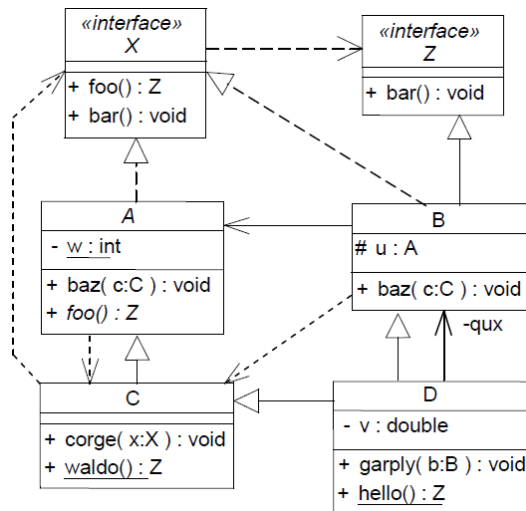 «interface»
X
+ foo() : Z
+ bar() : void
«interface»
Z
+ bar() : void
A
- w : int
+ baz( c:C ) : void
+ foo() : Z
B
# u : A
+ baz( c:C ) : void
-qux
C
+ corge( x:X ) : void
+ waldo() : Z
D
- v : double
+ garply( b:B ) : void
+ hello() : Z